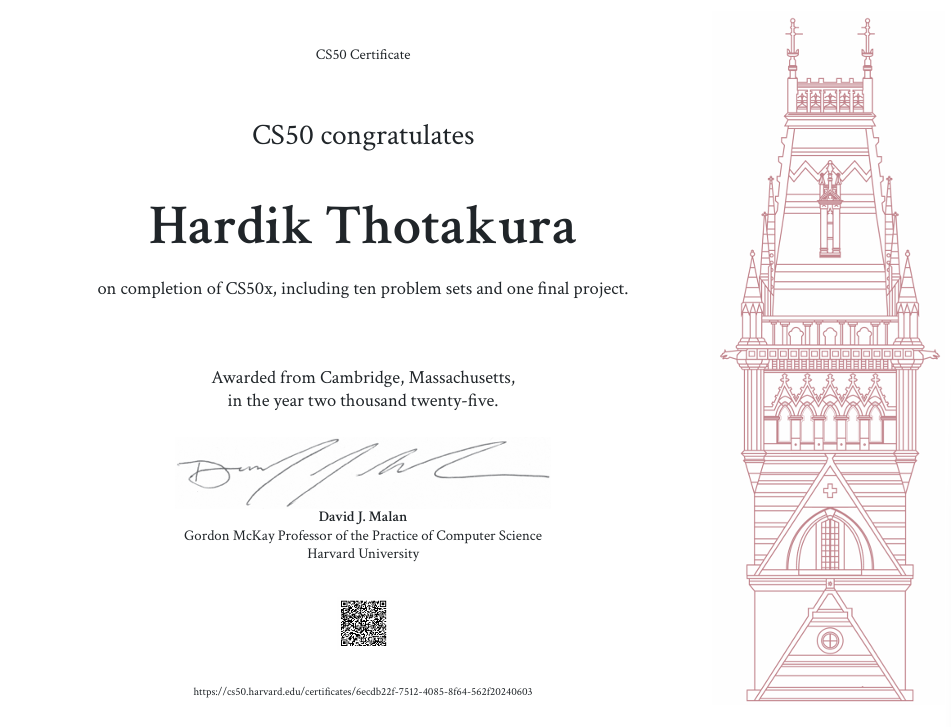 CS50 Certificate
CS50 congratulates
Hardik Thotakura
on completion of CS50x, including ten problem sets and one final project.
Awarded from Cambridge, Massachusetts,
in the year two thousand twenty-five.
David J. Malan
Gordon McKay Professor of the Practice of Computer Science
Harvard University
https://cs50.harvard.edu/certificates/6ecdb22f-7512-4085-8f64-562f20240603